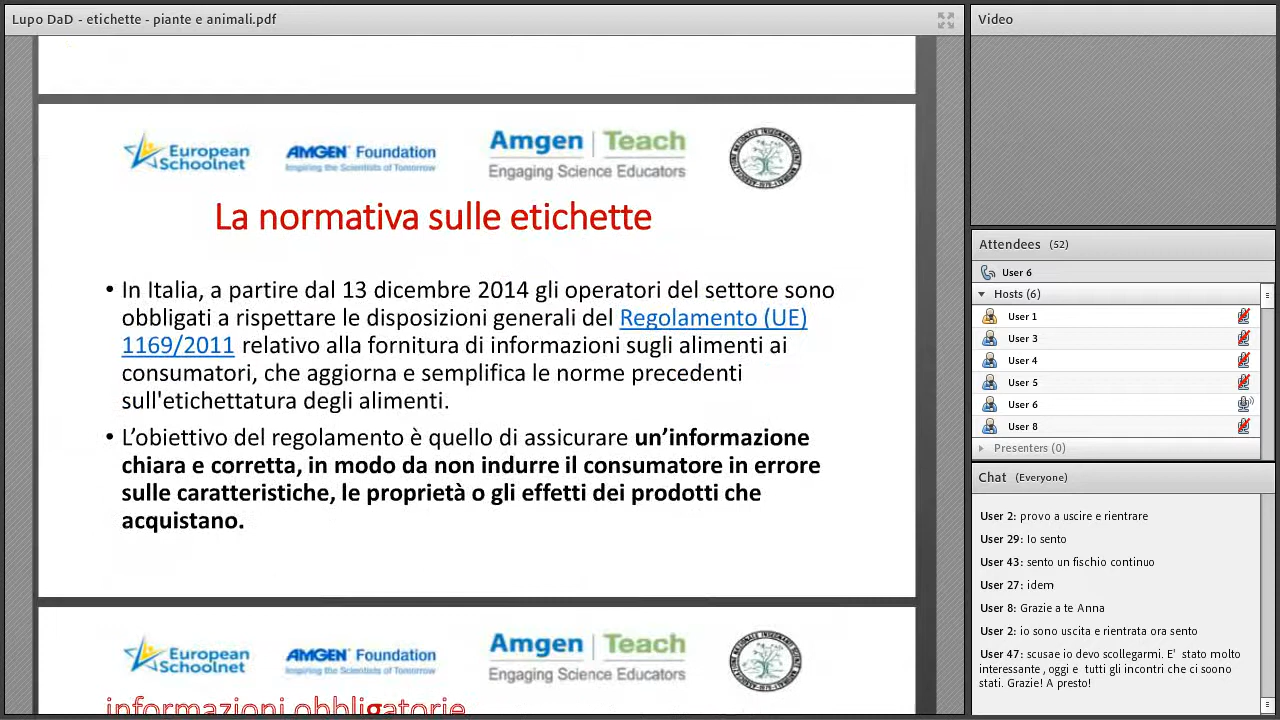 Lupo DaD - etichette - piante e animali.pdf
European
Schoolnet
AMGEN Foundation
Inspiring the Scientists of Tomorrow
Amgen | Teach
Engaging Science Educators
La normativa sulle etichette
• In Italia, a partire dal 13 dicembre 2014 gli operatori del settore sono
obbligati a rispettare le disposizioni generali del Regolamento (UE)
1169/2011 relativo alla fornitura di informazioni sugli alimenti ai
consumatori, che aggiorna e semplifica le norme precedenti
sull'etichettatura degli alimenti.
• L’obiettivo del regolamento è quello di assicurare un’informazione
chiara e corretta, in modo da non indurre il consumatore in errore
sulle caratteristiche, le proprietà o gli effetti dei prodotti che
acquistano.
European
Schoolnet
AMGEN Foundation
Inspiring the Scientists of Tomorrow
Amgen | Teach
Engaging Science Educators
informazioni obbligatorie
Video
Attendees (52)
User 6
Hosts (6)
User 1
User 3
User 4
User 5
User 6
User 8
Presenters (0)
Chat (Everyone)
User 2: provo a uscire e rientrare
User 29: Io sento
User 43: sento un fischio continuo
User 27: idem
User 8: Grazie a te Anna
User 2: io sono uscita e rientrata ora sento
User 47: scusae io devo scollegarmi. E' stato molto
interessante , oggi e per gli incontri che ci soono
stati. Grazie! A presto!